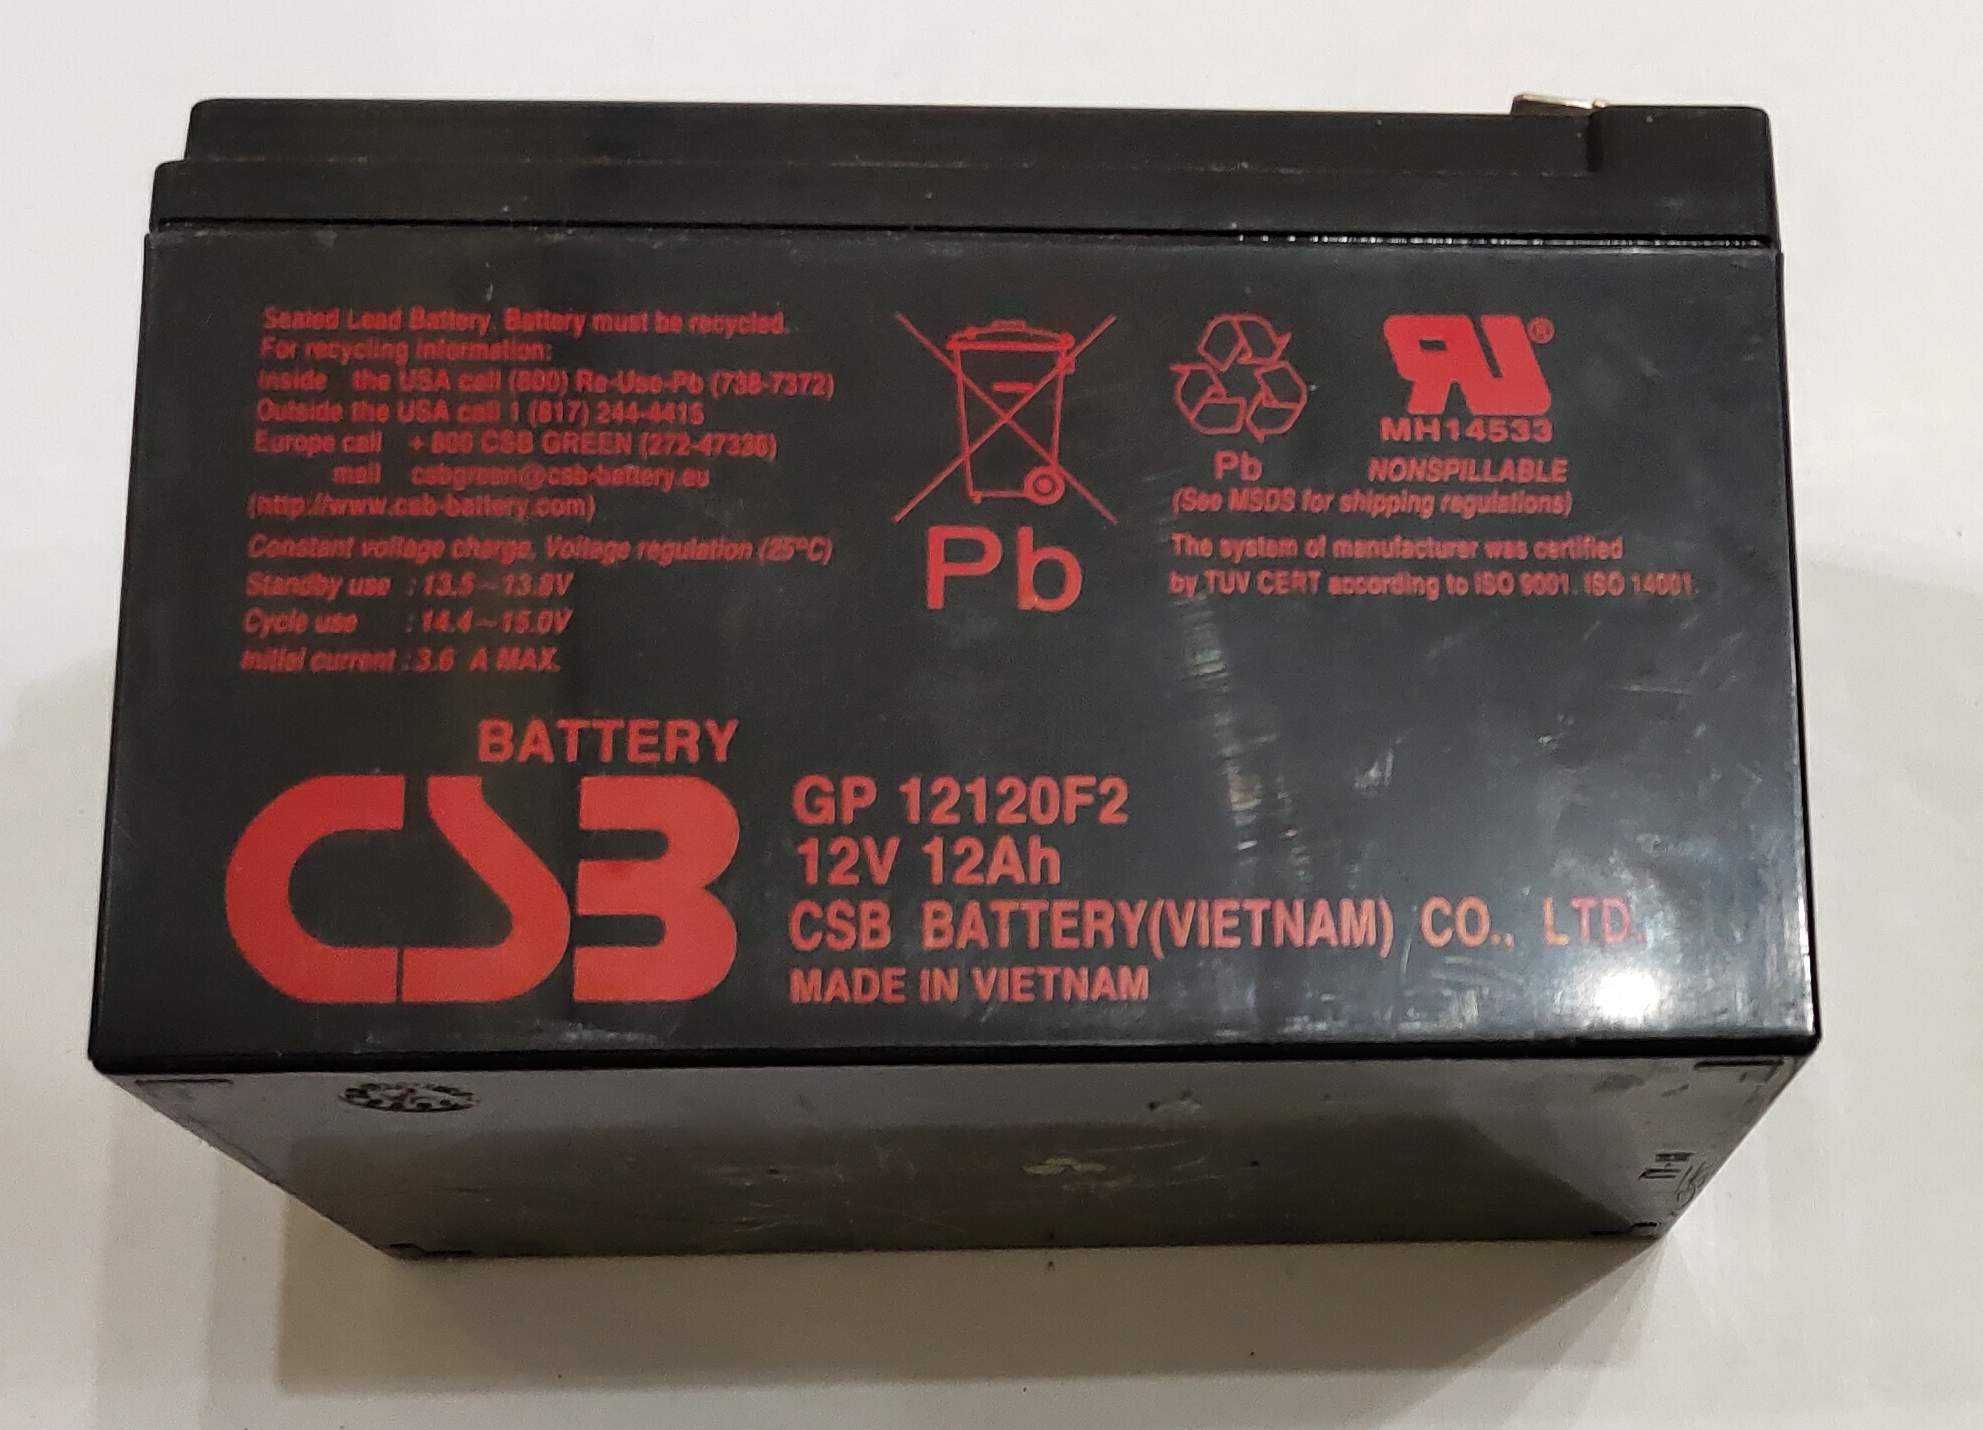 Sealed Lead Battery. Battery must be recycled.
For recycling information:
Inside the USA call (800) Re-Use-Pb (738-7372)
Outside the USA call 1 (817) 244-4415
Europe call + 800 CSB GREEN (272-47336)
mail csbgreen@csb-battery.eu
(http://www.csb-battery.com)
Constant voltage charge, Voltage regulation (25°C)
Standby use : 13.5~13.8V
Cycle use : 14.4~15.0V
Initial current : 3.6 A MAX.
Pb
Pb
RU®
MH14533
NONSPILLABLE
(See MSDS for shipping regulations)
The system of manufacturer was certified
by TUV CERT according to ISO 9001. ISO 14001.
BATTERY
CSB
GP 12120F2
12V 12Ah
CSB BATTERY(VIETNAM) CO., LTD.
MADE IN VIETNAM